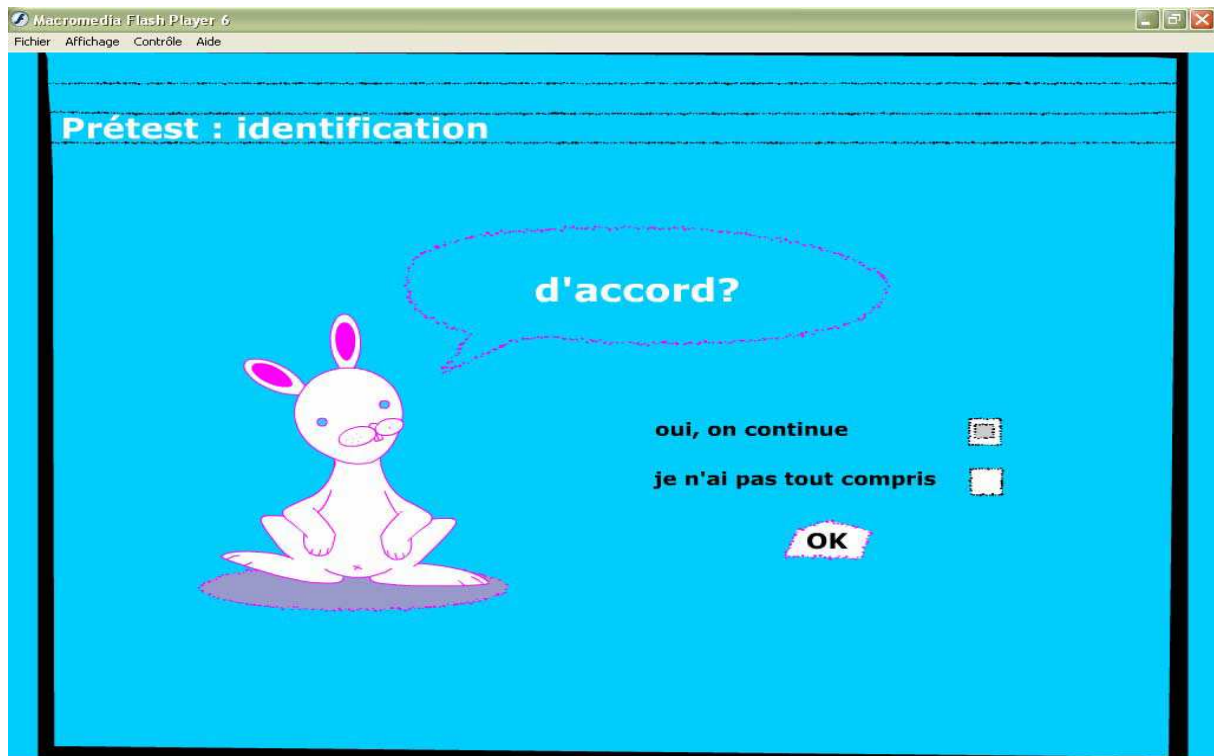 Macromedia Flash Player 6
Fichier Affichage Contrôle Aide
Prétest : identification
d'accord?
oui, on continue
je n'ai pas tout compris
OK